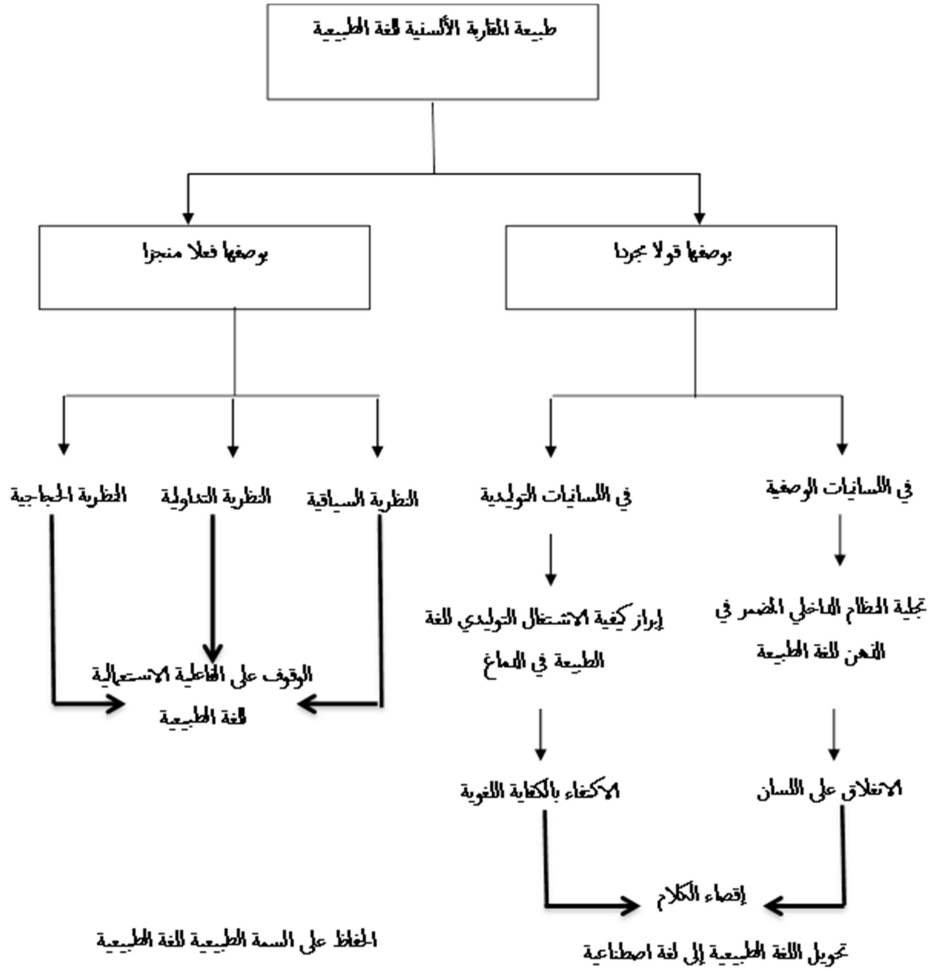 طبيعة المقاربة الألسنية للغة الطبيعية
بوصفها قولا مجردا
بوصفها فعلا منجزا
في اللسانيات الوصفية
في اللسانيات التوليدية
النظرية السياقية
النظرية التداولية
النظرية الحجاجية
تجلية النظام الداخلي المضمر في
الذهن للغة الطبيعة
إبراز كيفية الاشتغال التوليدي للغة
الطبيعة في الدماغ
الوقوف على الفاعلية الاستعمالية
للغة الطبيعية
الانغلاق على اللسان
الاكتفاء بالكفاية اللغوية
إقصاء الكلام
تحويل اللغة الطبيعية إلى لغة اصطناعية
الحفاظ على السمة الطبيعية للغة الطبيعية